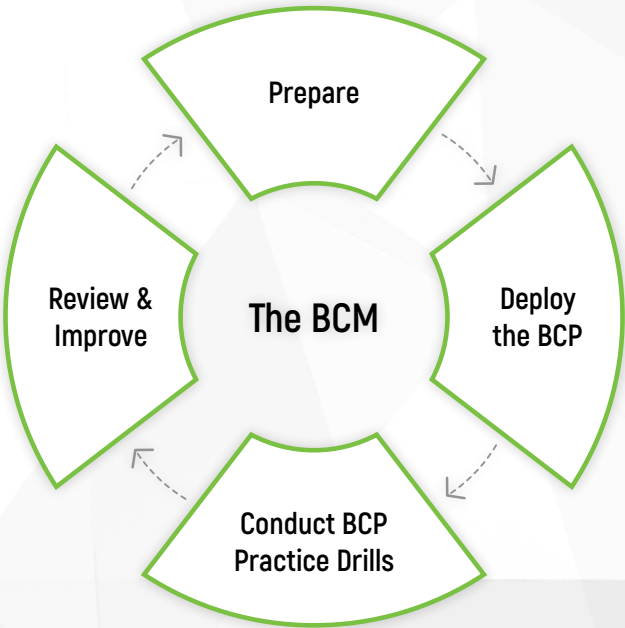 Prepare
Review &
Improve
The BCM
Deploy
the BCP
Conduct BCP
Practice Drills